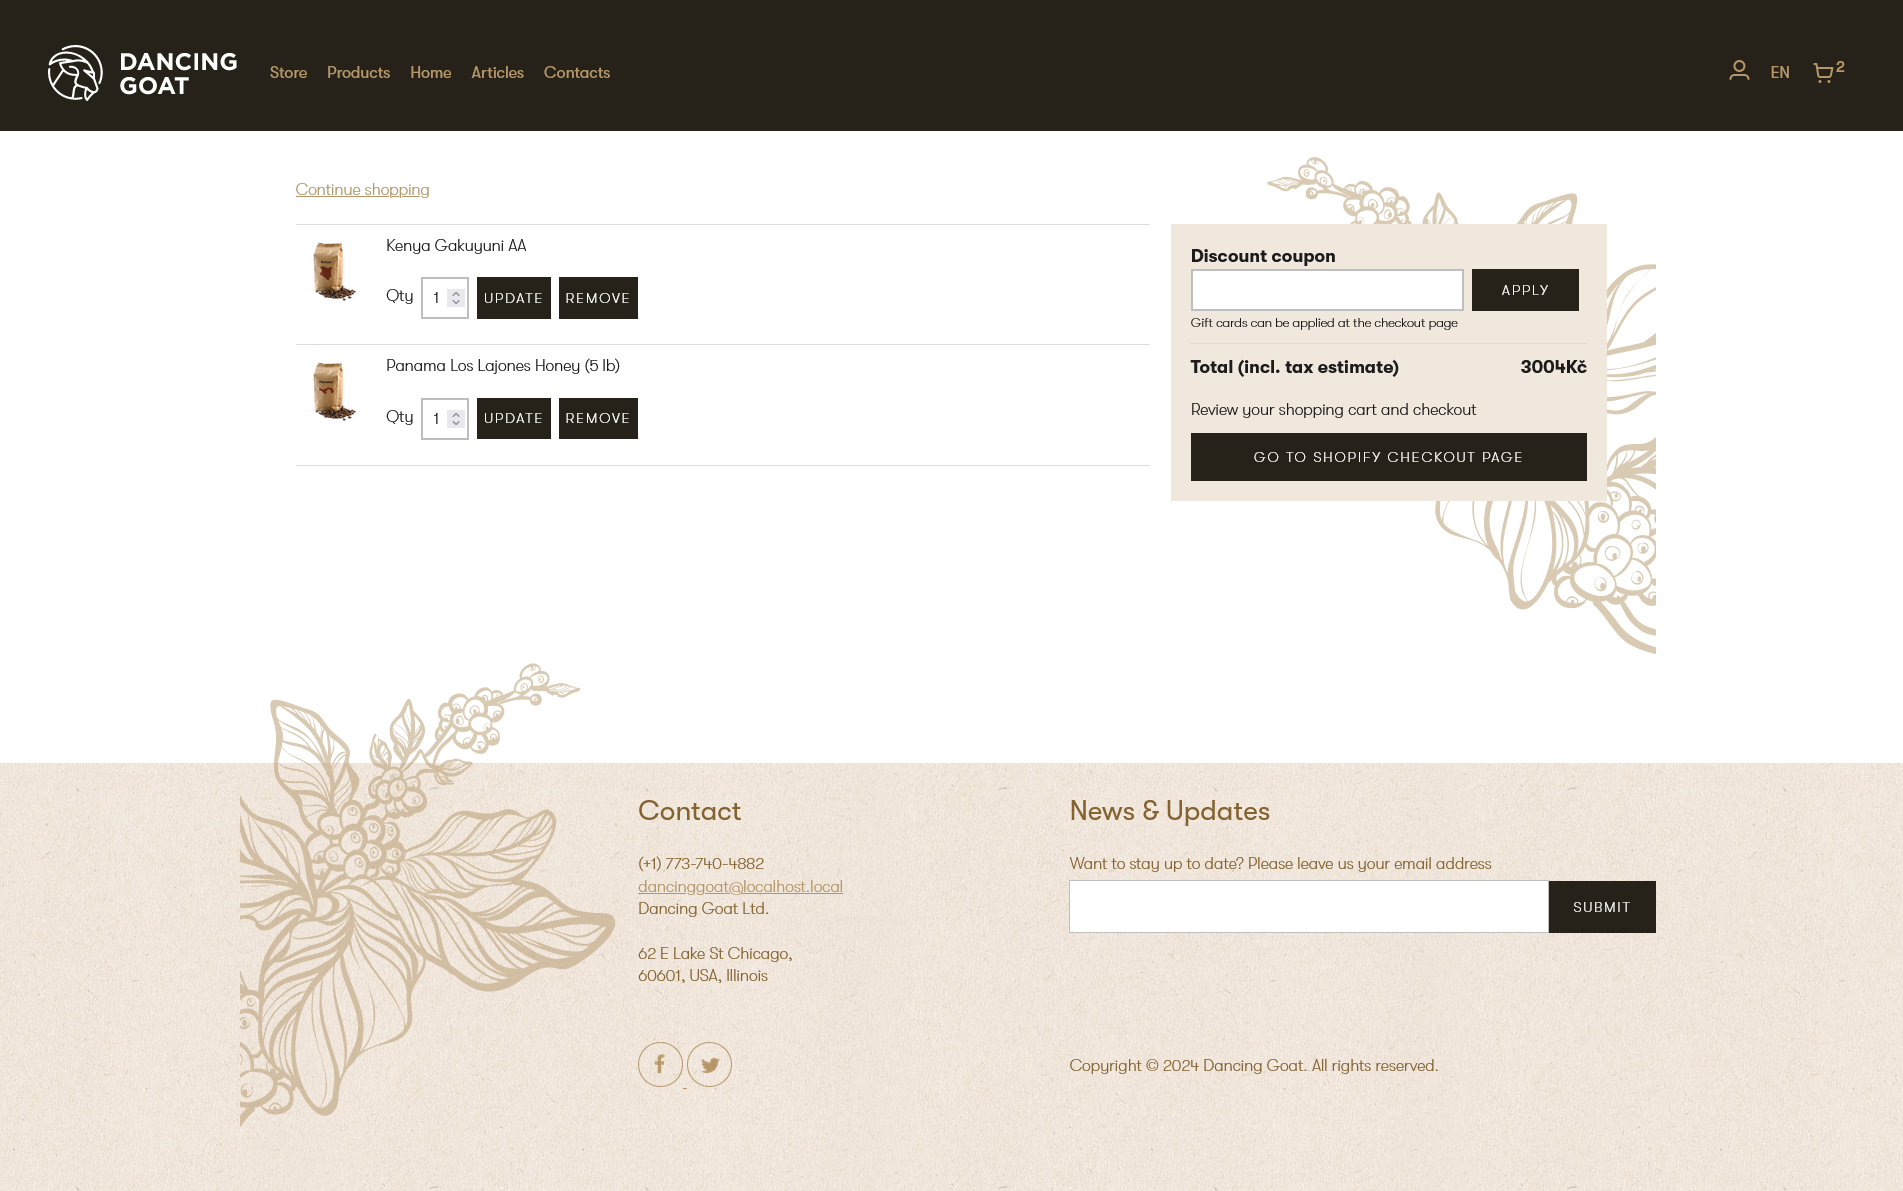 DANCING
GOAT
Store Products Home Articles Contacts
EN
2
Continue shopping
Kenya Gakuyuni AA
Qty 1 UPDATE REMOVE
Panama Los Lajones Honey (5 lb)
Qty 1 UPDATE REMOVE
Discount coupon
APPLY
Gift cards can be applied at the checkout page
Total (incl. tax estimate) 3004Kč
Review your shopping cart and checkout
GO TO SHOPIFY CHECKOUT PAGE
Contact
(+1) 773-740-4882
dancinggoat@localhost.local
Dancing Goat Ltd.
62 E Lake St Chicago,
60601, USA, Illinois
News & Updates
Want to stay up to date? Please leave us your email address
SUBMIT
Copyright © 2024 Dancing Goat. All rights reserved.